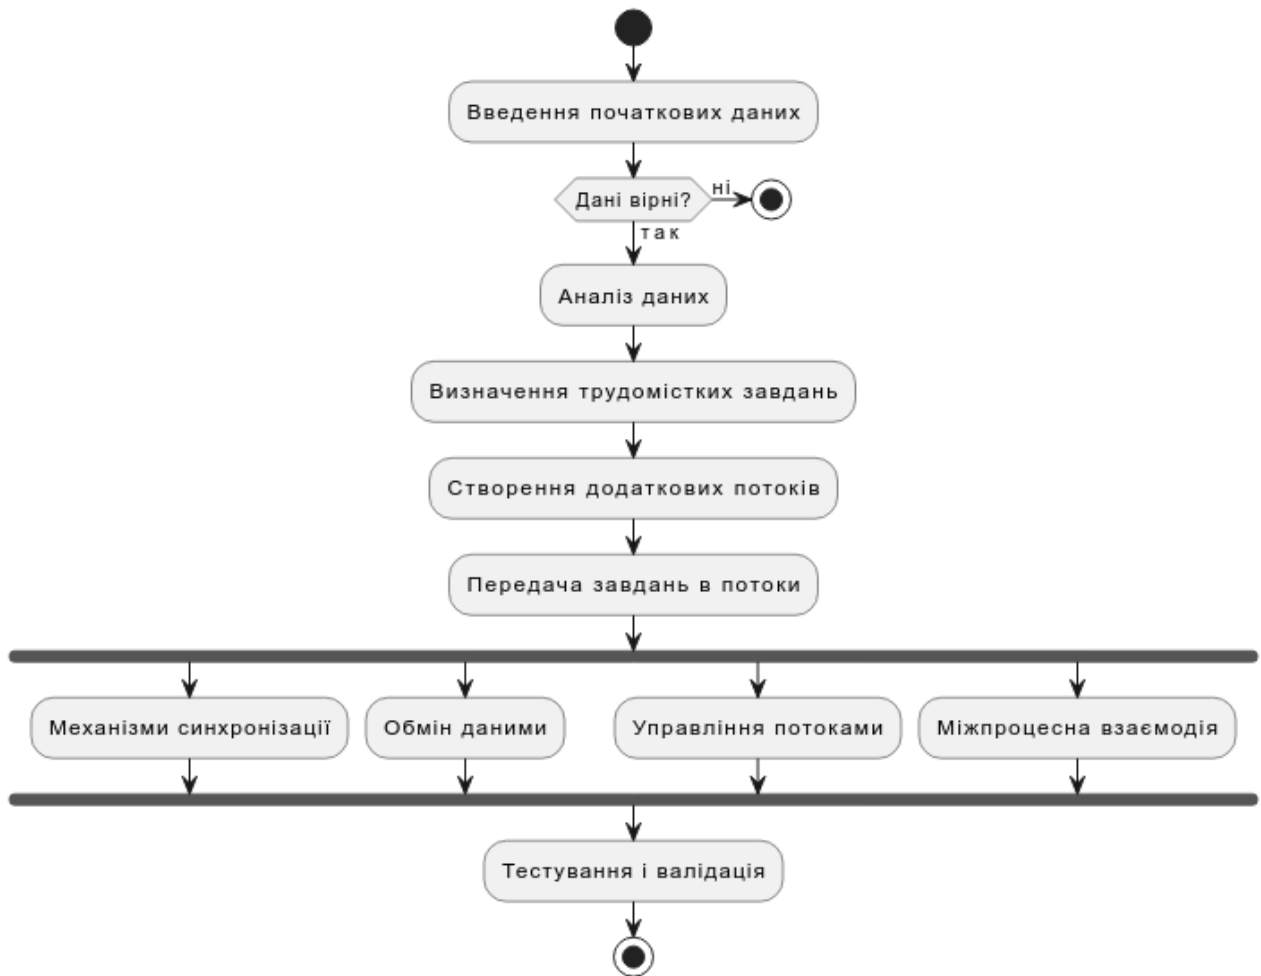 Введення початкових даних
Дані вірні?
ні
так
Аналіз даних
Визначення трудомістких завдань
Створення додаткових потоків
Передача завдань в потоки
Механізми синхронізації
Обмін даними
Управління потоками
Міжпроцесна взаємодія
Тестування і валідація